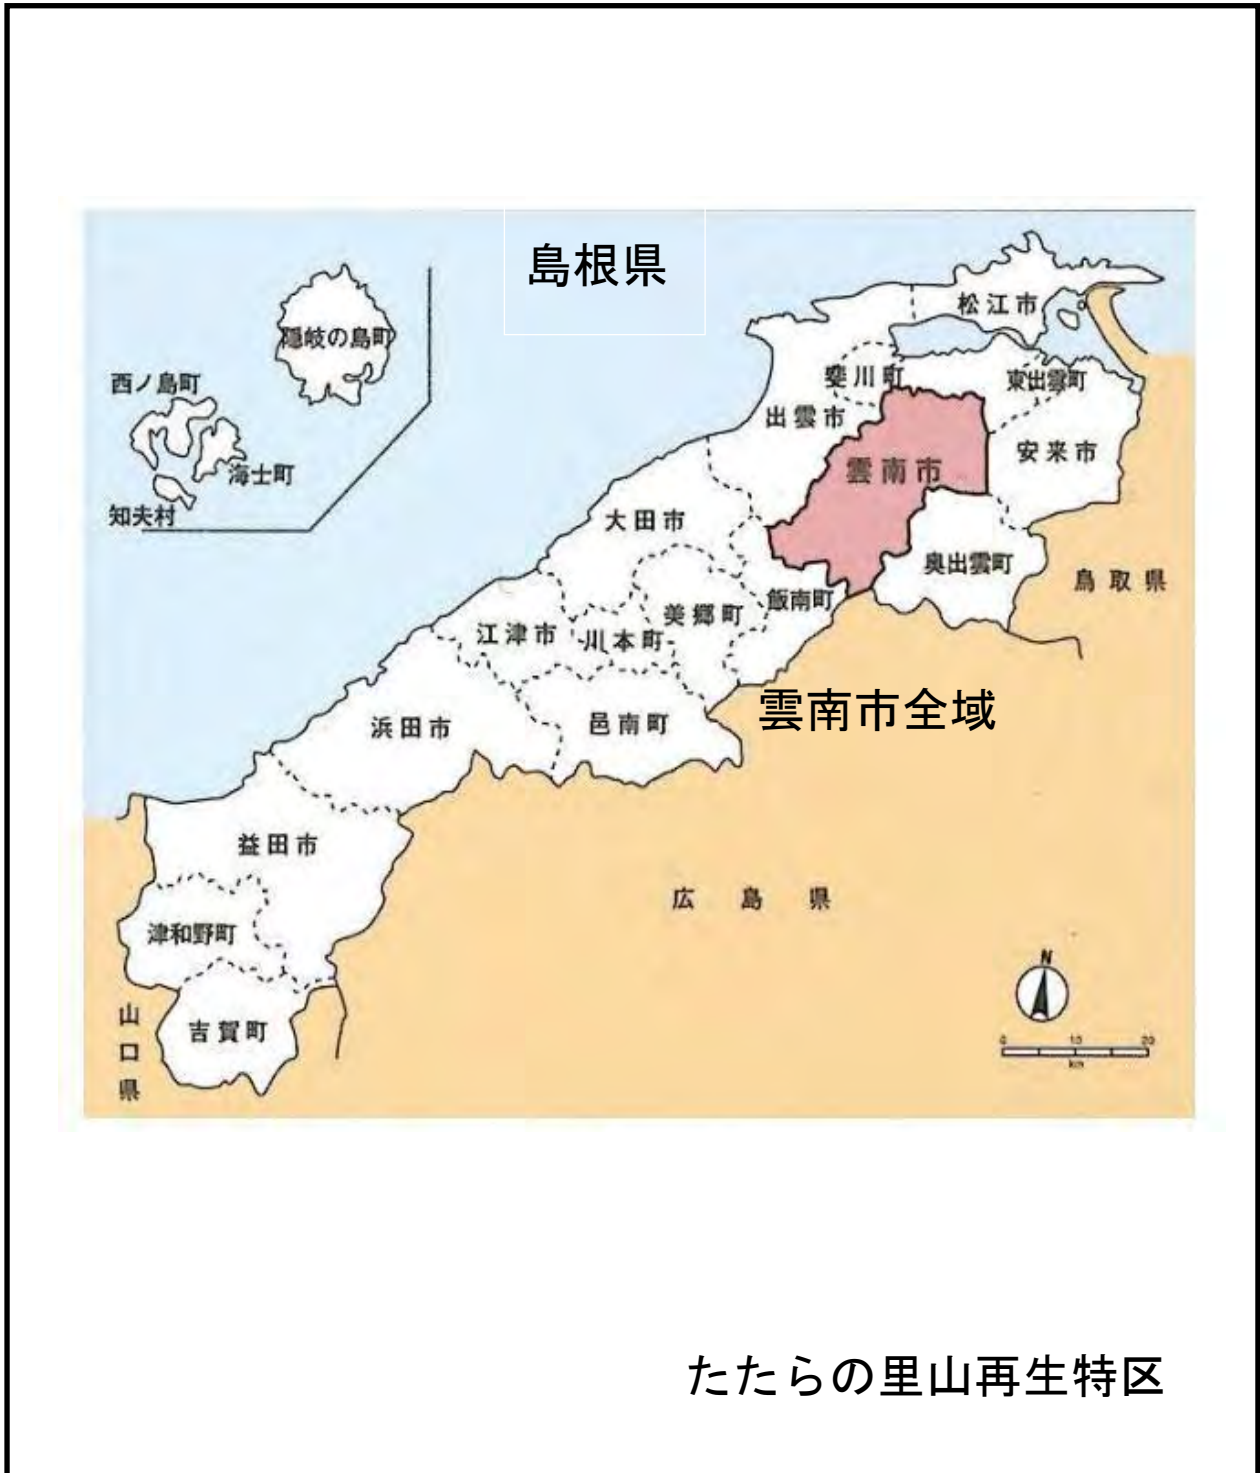 島根県
松江市
隠岐の島町
西ノ島町
斐川町
東出雲町
出雲市
安来市
雲南市
海士町
知夫村
大田市
奥出雲町
鳥取県
飯南町
美郷町
江津市
川本町
雲南市全域
邑南町
浜田市
益田市
広島県
津和野町
N
山口県
吉賀町
0 10 20
km
たたらの里山再生特区